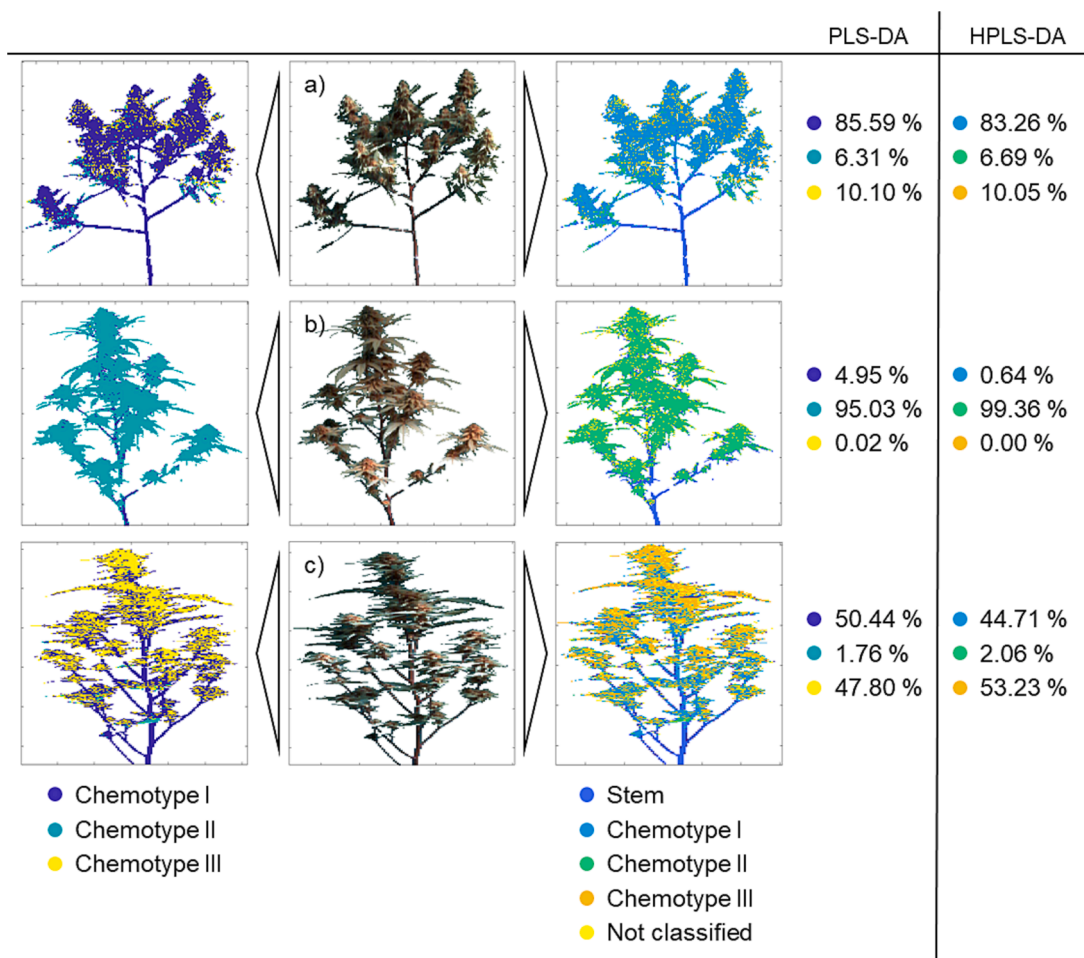 PLS-DA HPLS-DA
a)
85.59 % 83.26 %
6.31 % 6.69 %
10.10 % 10.05 %
b)
4.95 % 0.64 %
95.03 % 99.36 %
0.02 % 0.00 %
c)
50.44 % 44.71 %
1.76 % 2.06 %
47.80 % 53.23 %
Chemotype I
Chemotype II
Chemotype III
Stem
Chemotype I
Chemotype II
Chemotype III
Not classified